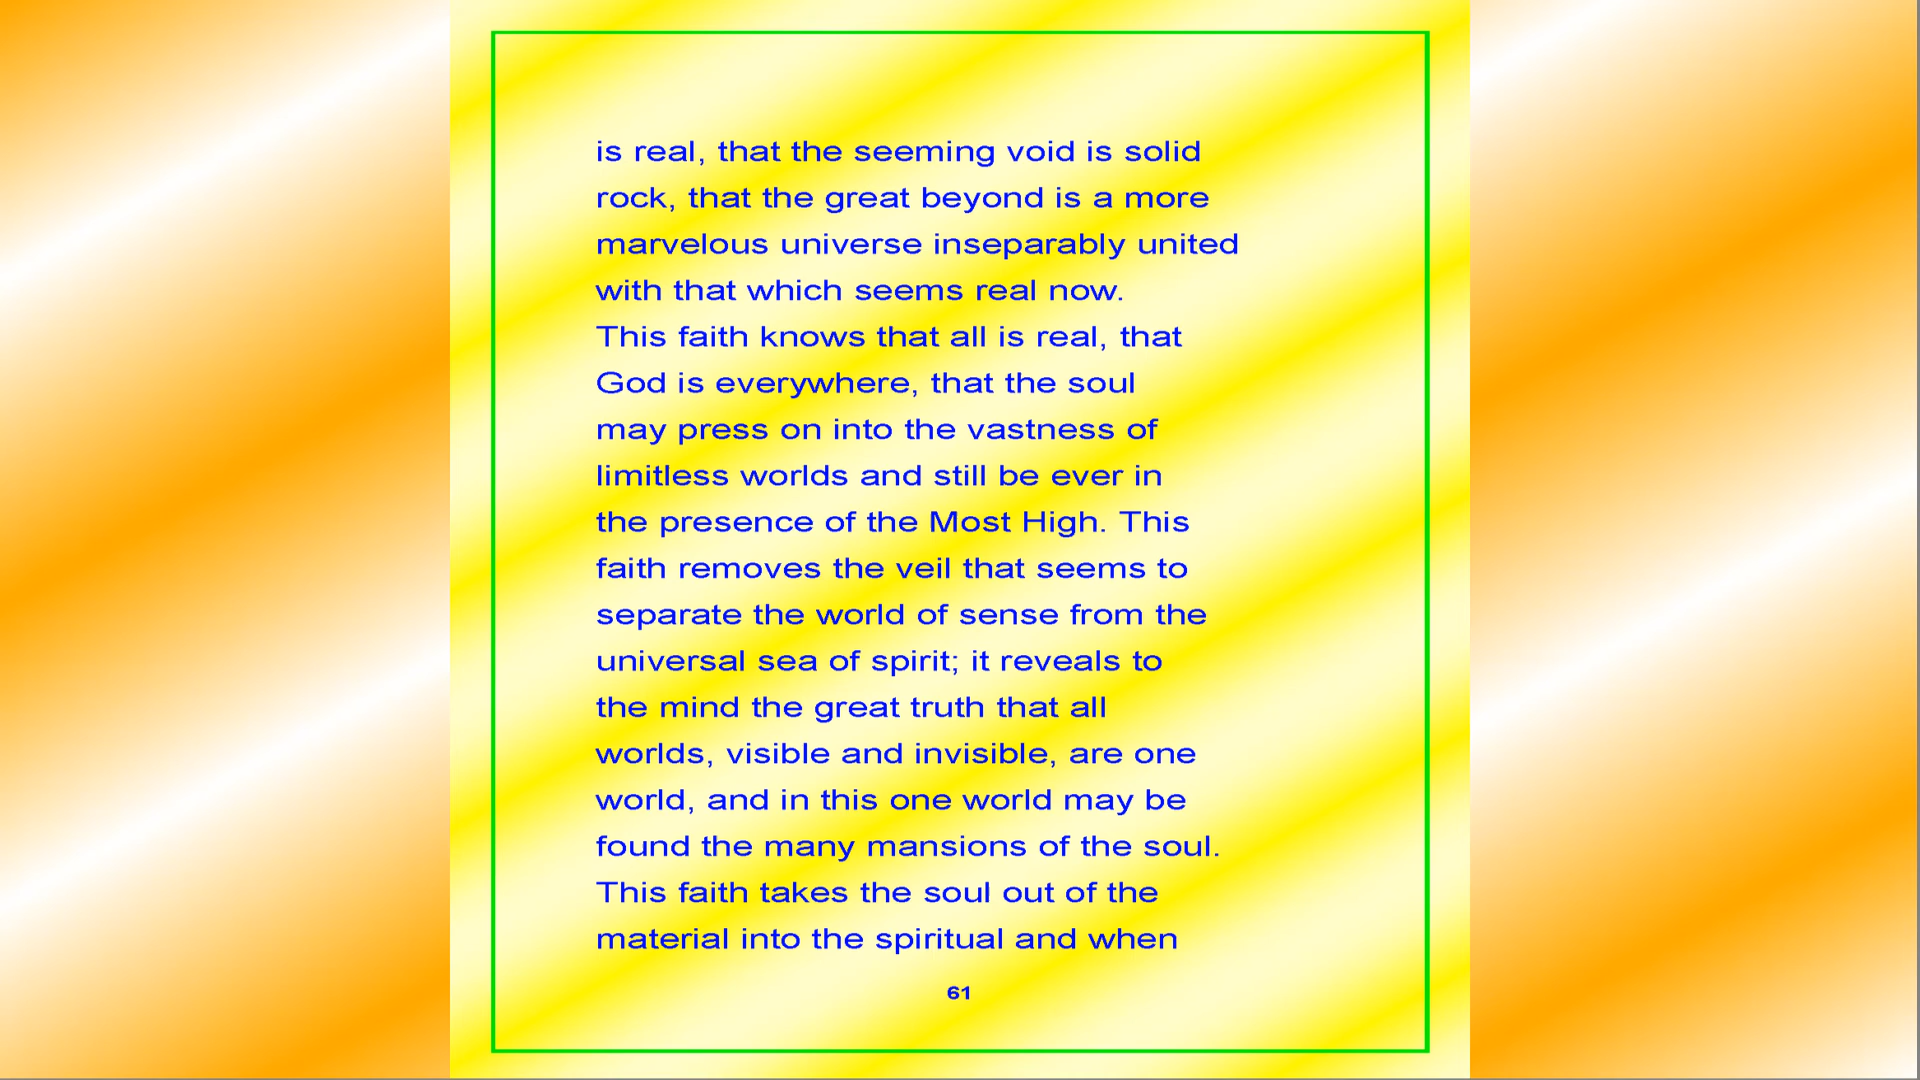 is real, that the seeming void is solid
rock, that the great beyond is a more
marvelous universe inseparably united
with that which seems real now.
This faith knows that all is real, that
God is everywhere, that the soul
may press on into the vastness of
limitless worlds and still be ever in
the presence of the Most High. This
faith removes the veil that seems to
separate the world of sense from the
universal sea of spirit; it reveals to
the mind the great truth that all
worlds, visible and invisible, are one
world, and in this one world may be
found the many mansions of the soul.
This faith takes the soul out of the
material into the spiritual and when
61